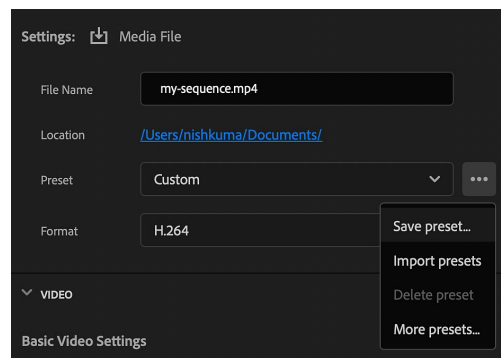 Settings: Media File
File Name my-sequence.mp4
Location /Users/nishkuma/Documents/
Preset Custom
Format H.264
Save preset...
Import presets
Delete preset
More presets...
VIDEO
Basic Video Settings